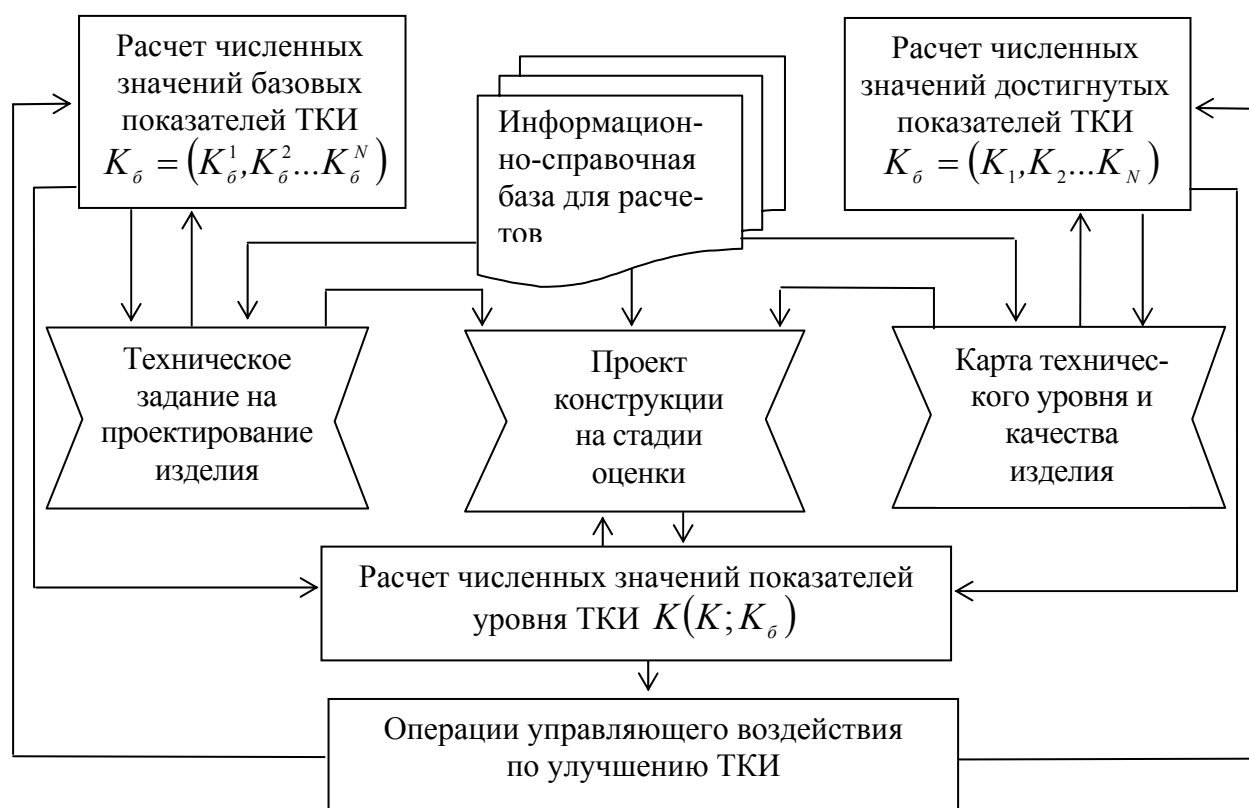 Расчет численных
значений базовых
показателей ТКИ
K_б = (K_б^1, K_б^2...K_б^N)
Информацион-
но-справочная
база для расче-
тов
Расчет численных
значений достигнутых
показателей ТКИ
K_б = (K_1, K_2...K_N)
Техническое
задание на
проектирование
изделия
Проект
конструкции
на стадии
оценки
Карта техничес-
кого уровня и
качества
изделия
Расчет численных значений показателей
уровня ТКИ K(K; K_б)
Операции управляющего воздействия
по улучшению ТКИ